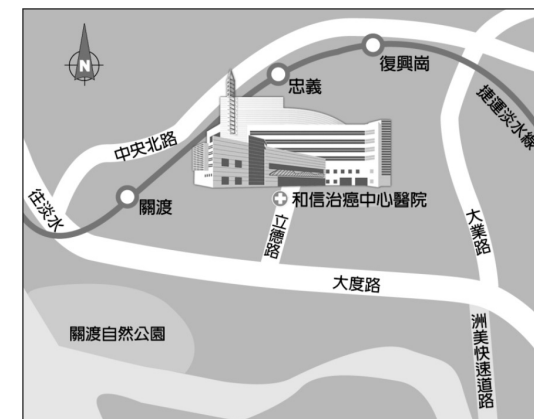 N
復興崗
忠義
捷運淡水線
中央北路
關渡
和信治癌中心醫院
立德路
大業路
往淡水
大度路
關渡自然公園
洲美快速道路